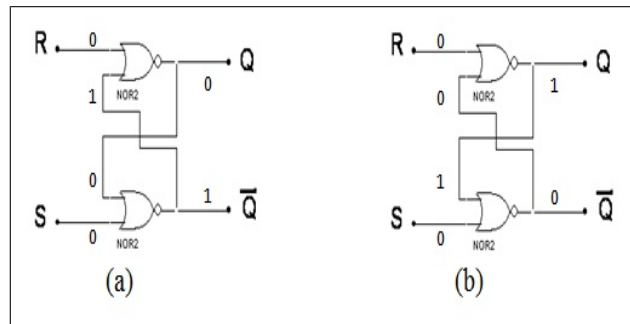 R 0 0 Q
1 NOR2
0 1 Q̅
S 0 NOR2
(a)
R 0 1 Q
0 NOR2
1 0 Q̅
S 0 NOR2
(b)